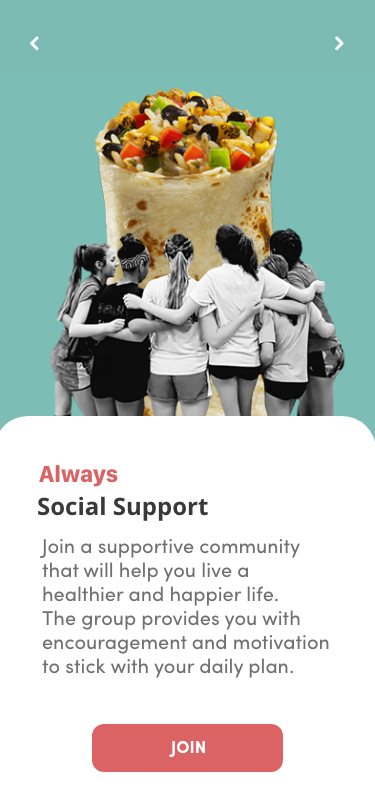 Always
Social Support
Join a supportive community
that will help you live a
healthier and happier life.
The group provides you with
encouragement and motivation
to stick with your daily plan.
JOIN